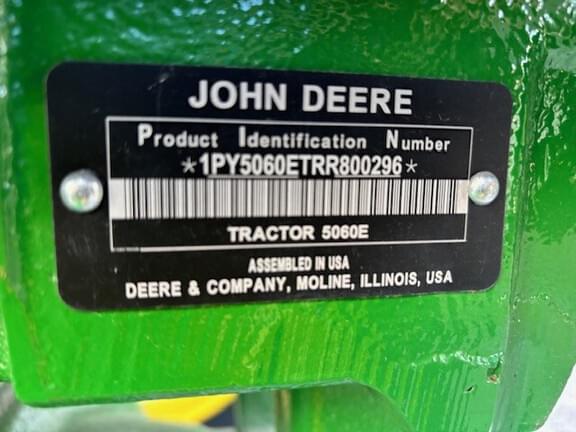 JOHN DEERE
Product Identification Number
*1PY5060ETRR800296*
TRACTOR 5060E
ASSEMBLED IN USA
DEERE & COMPANY, MOLINE, ILLINOIS, USA